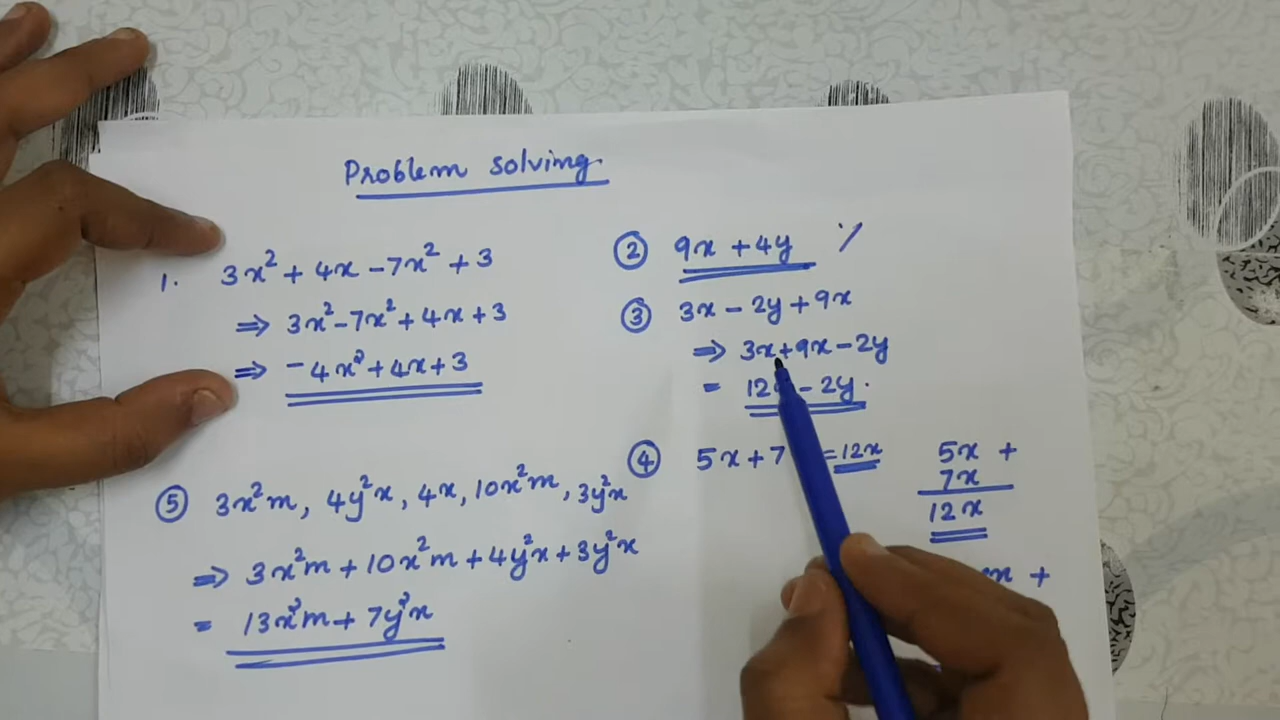 Problem solving
1. 3x² + 4x - 7x² + 3
⇒ 3x² - 7x² + 4x + 3
⇒ -4x² + 4x + 3
② 9x + 4y
③ 3x - 2y + 9x
⇒ 3x + 9x - 2y
= 12 - 2y.
④ 5x + 7 = 12x
5x +
7x
12x
⑤ 3x²m, 4y²x, 4x, 10x²m, 3y²x
⇒ 3x²m + 10x²m + 4y²x + 3y²x
= 13x²m + 7y²x